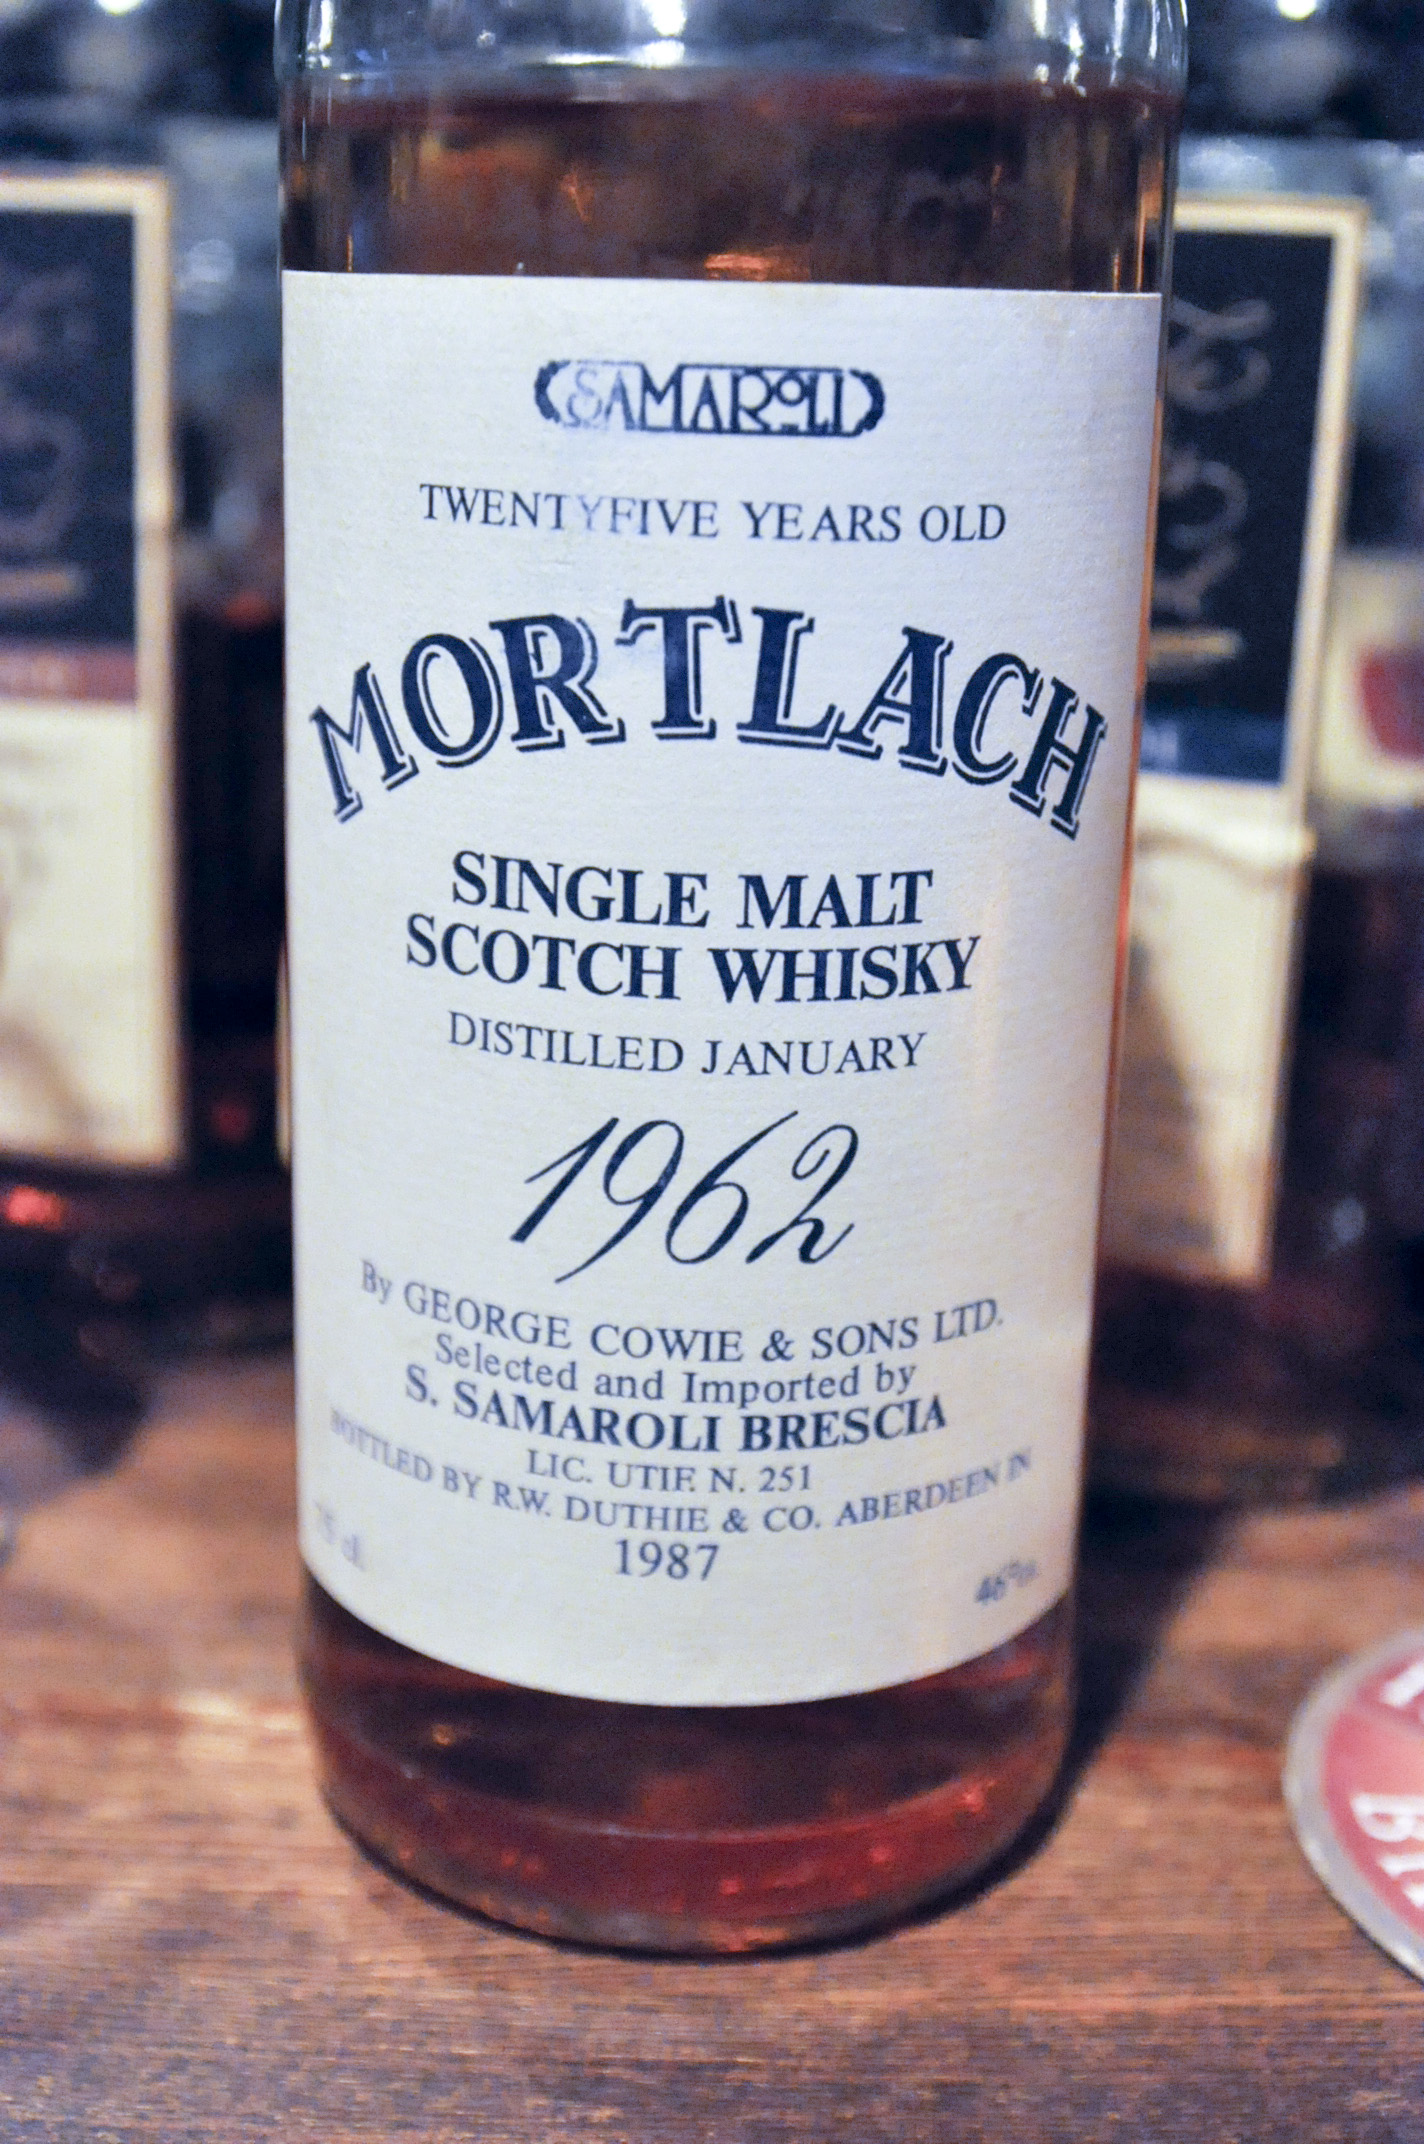 SAMAROLI
TWENTYFIVE YEARS OLD
MORTLACH
SINGLE MALT
SCOTCH WHISKY
DISTILLED JANUARY
1962
By GEORGE COWIE & SONS LTD.
Selected and Imported by
S. SAMAROLI BRESCIA
LIC. UTIF. N. 251
BOTTLED BY R.W. DUTHIE & CO. ABERDEEN IN
1987
75 cl.